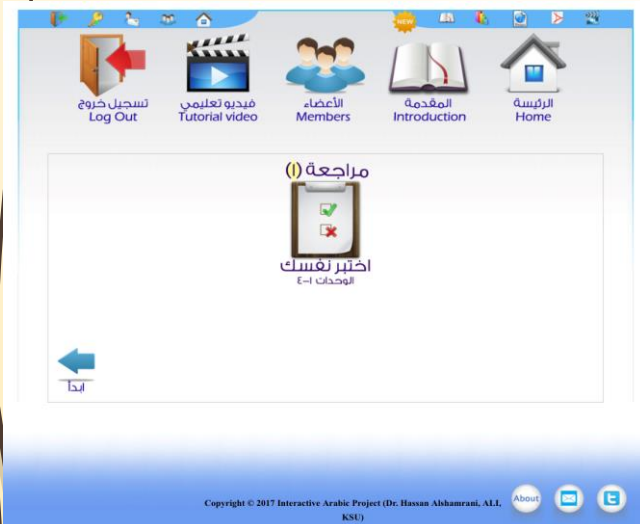 NEW
الرئيسة
Home
المقدمة
Introduction
الأعضاء
Members
فيديو تعليمي
Tutorial video
تسجيل خروج
Log Out
مراجعة (١)
اختبر نفسك
الوحدات ١-٤
ابدأ
Copyright © 2017 Interactive Arabic Project (Dr. Hassan Alshamrani, ALI,
KSU)
About